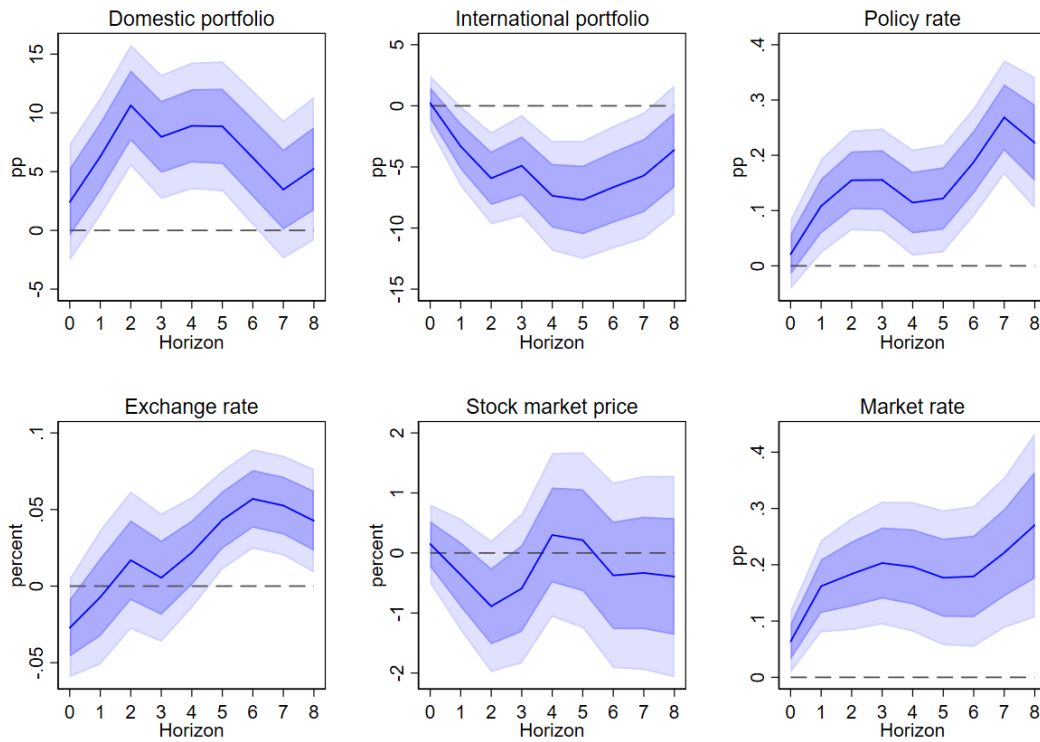 Domestic portfolio
pp
15
10
5
0
-5
0 1 2 3 4 5 6 7 8
Horizon
International portfolio
pp
5
0
-5
-10
-15
0 1 2 3 4 5 6 7 8
Horizon
Policy rate
pp
.4
.3
.2
.1
0
0 1 2 3 4 5 6 7 8
Horizon
Exchange rate
percent
.1
.05
0
-.05
0 1 2 3 4 5 6 7 8
Horizon
Stock market price
percent
2
1
0
-1
-2
0 1 2 3 4 5 6 7 8
Horizon
Market rate
pp
.4
.3
.2
.1
0
0 1 2 3 4 5 6 7 8
Horizon